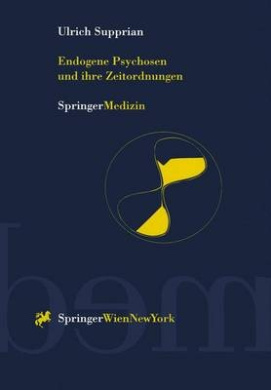 Ulrich Supprian
Endogene Psychosen
und ihre Zeitordnungen
SpringerMedizin
SpringerWienNewYork